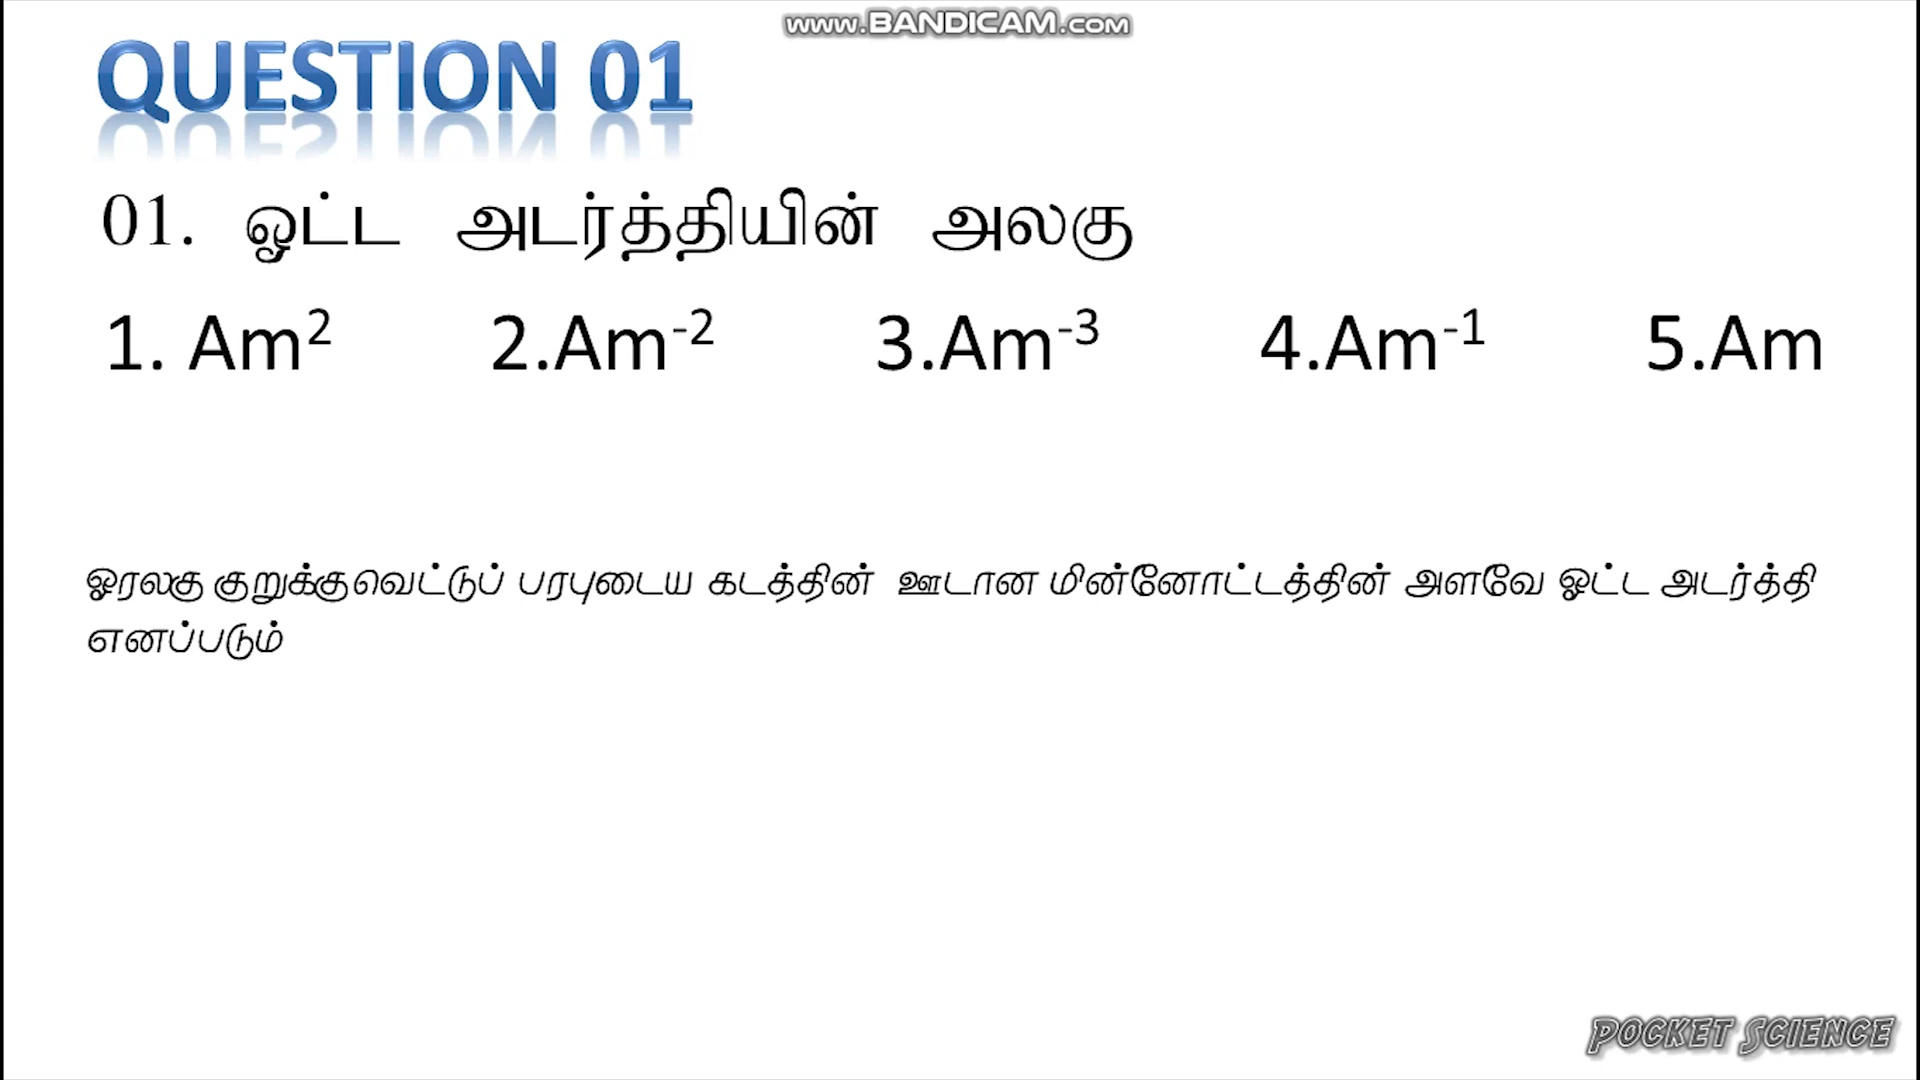 www.BANDICAM.com
QUESTION 01
01. ஓட்ட அடர்த்தியின் அலகு
1. Am² 2.Am⁻² 3.Am⁻³ 4.Am⁻¹ 5.Am
ஓரலகு குறுக்குவெட்டுப் பரபுடைய கடத்தின் ஊடான மின்னோட்டத்தின் அளவே ஓட்ட அடர்த்தி
எனப்படும்
POCKET SCIENCE